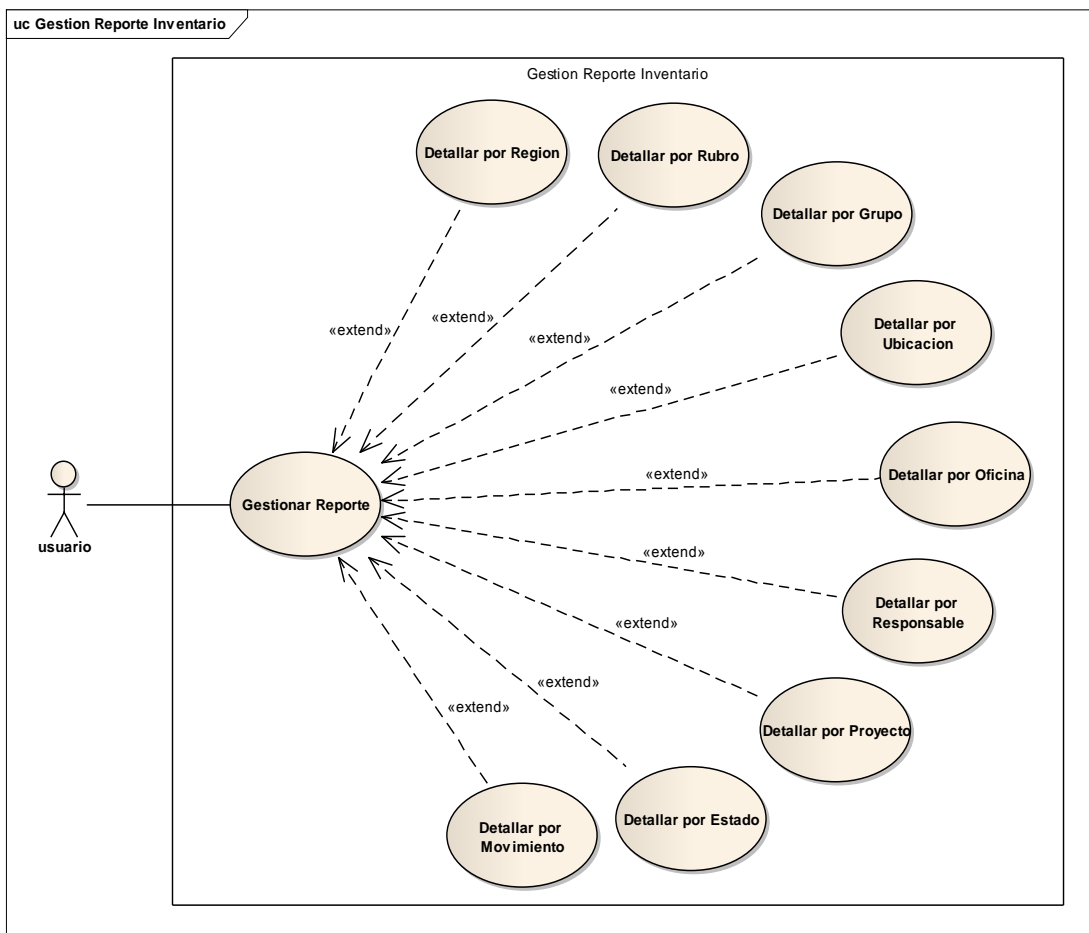 uc Gestion Reporte Inventario
Gestion Reporte Inventario
Detallar por Region
Detallar por Rubro
Detallar por Grupo
Detallar por
Ubicacion
Detallar por Oficina
Detallar por
Responsable
Detallar por Proyecto
Detallar por Estado
Detallar por
Movimiento
Gestionar Reporte
usuario
«extend»
«extend»
«extend»
«extend»
«extend»
«extend»
«extend»
«extend»
«extend»